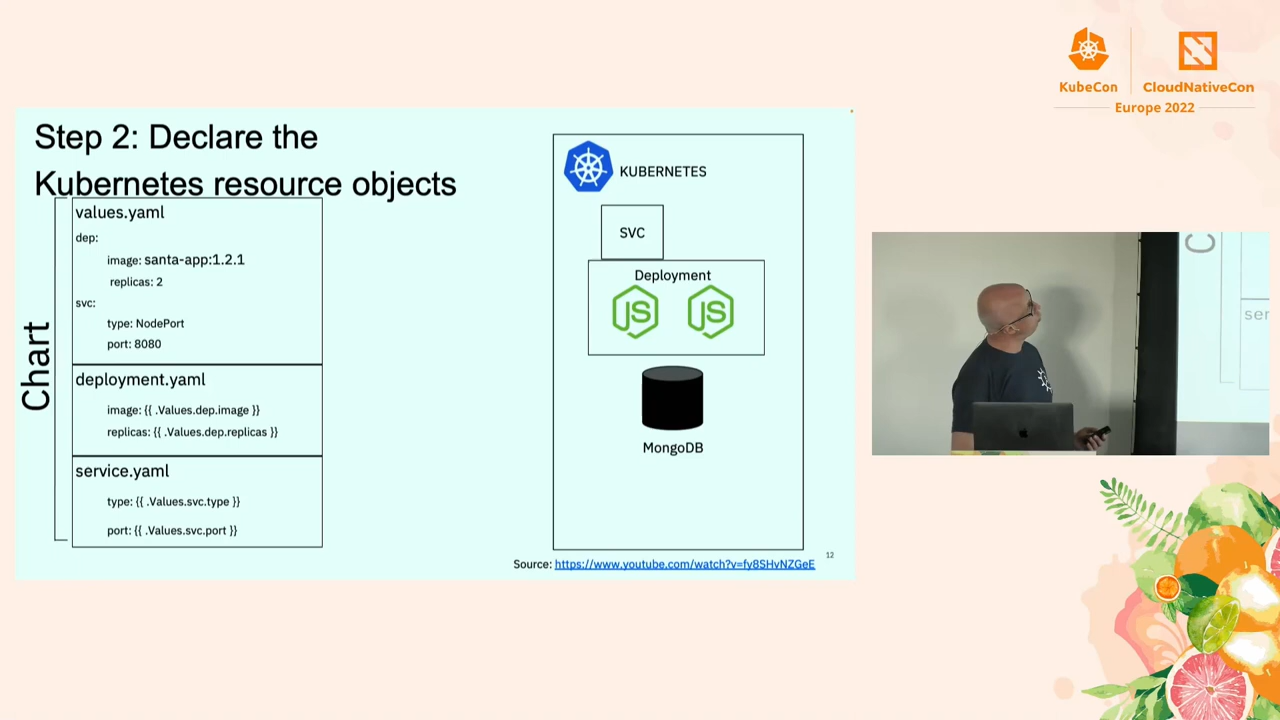 KubeCon
CloudNativeCon
Europe 2022
Step 2: Declare the
Kubernetes resource objects
Chart
values.yaml
dep:
image: santa-app:1.2.1
replicas: 2
svc:
type: NodePort
port: 8080
deployment.yaml
image: {{ .Values.dep.image }}
replicas: {{ .Values.dep.replicas }}
service.yaml
type: {{ .Values.svc.type }}
port: {{ .Values.svc.port }}
KUBERNETES
SVC
Deployment
JS
JS
MongoDB
Source: https://www.youtube.com/watch?v=fy8SHvNZGeE
12
C
ser